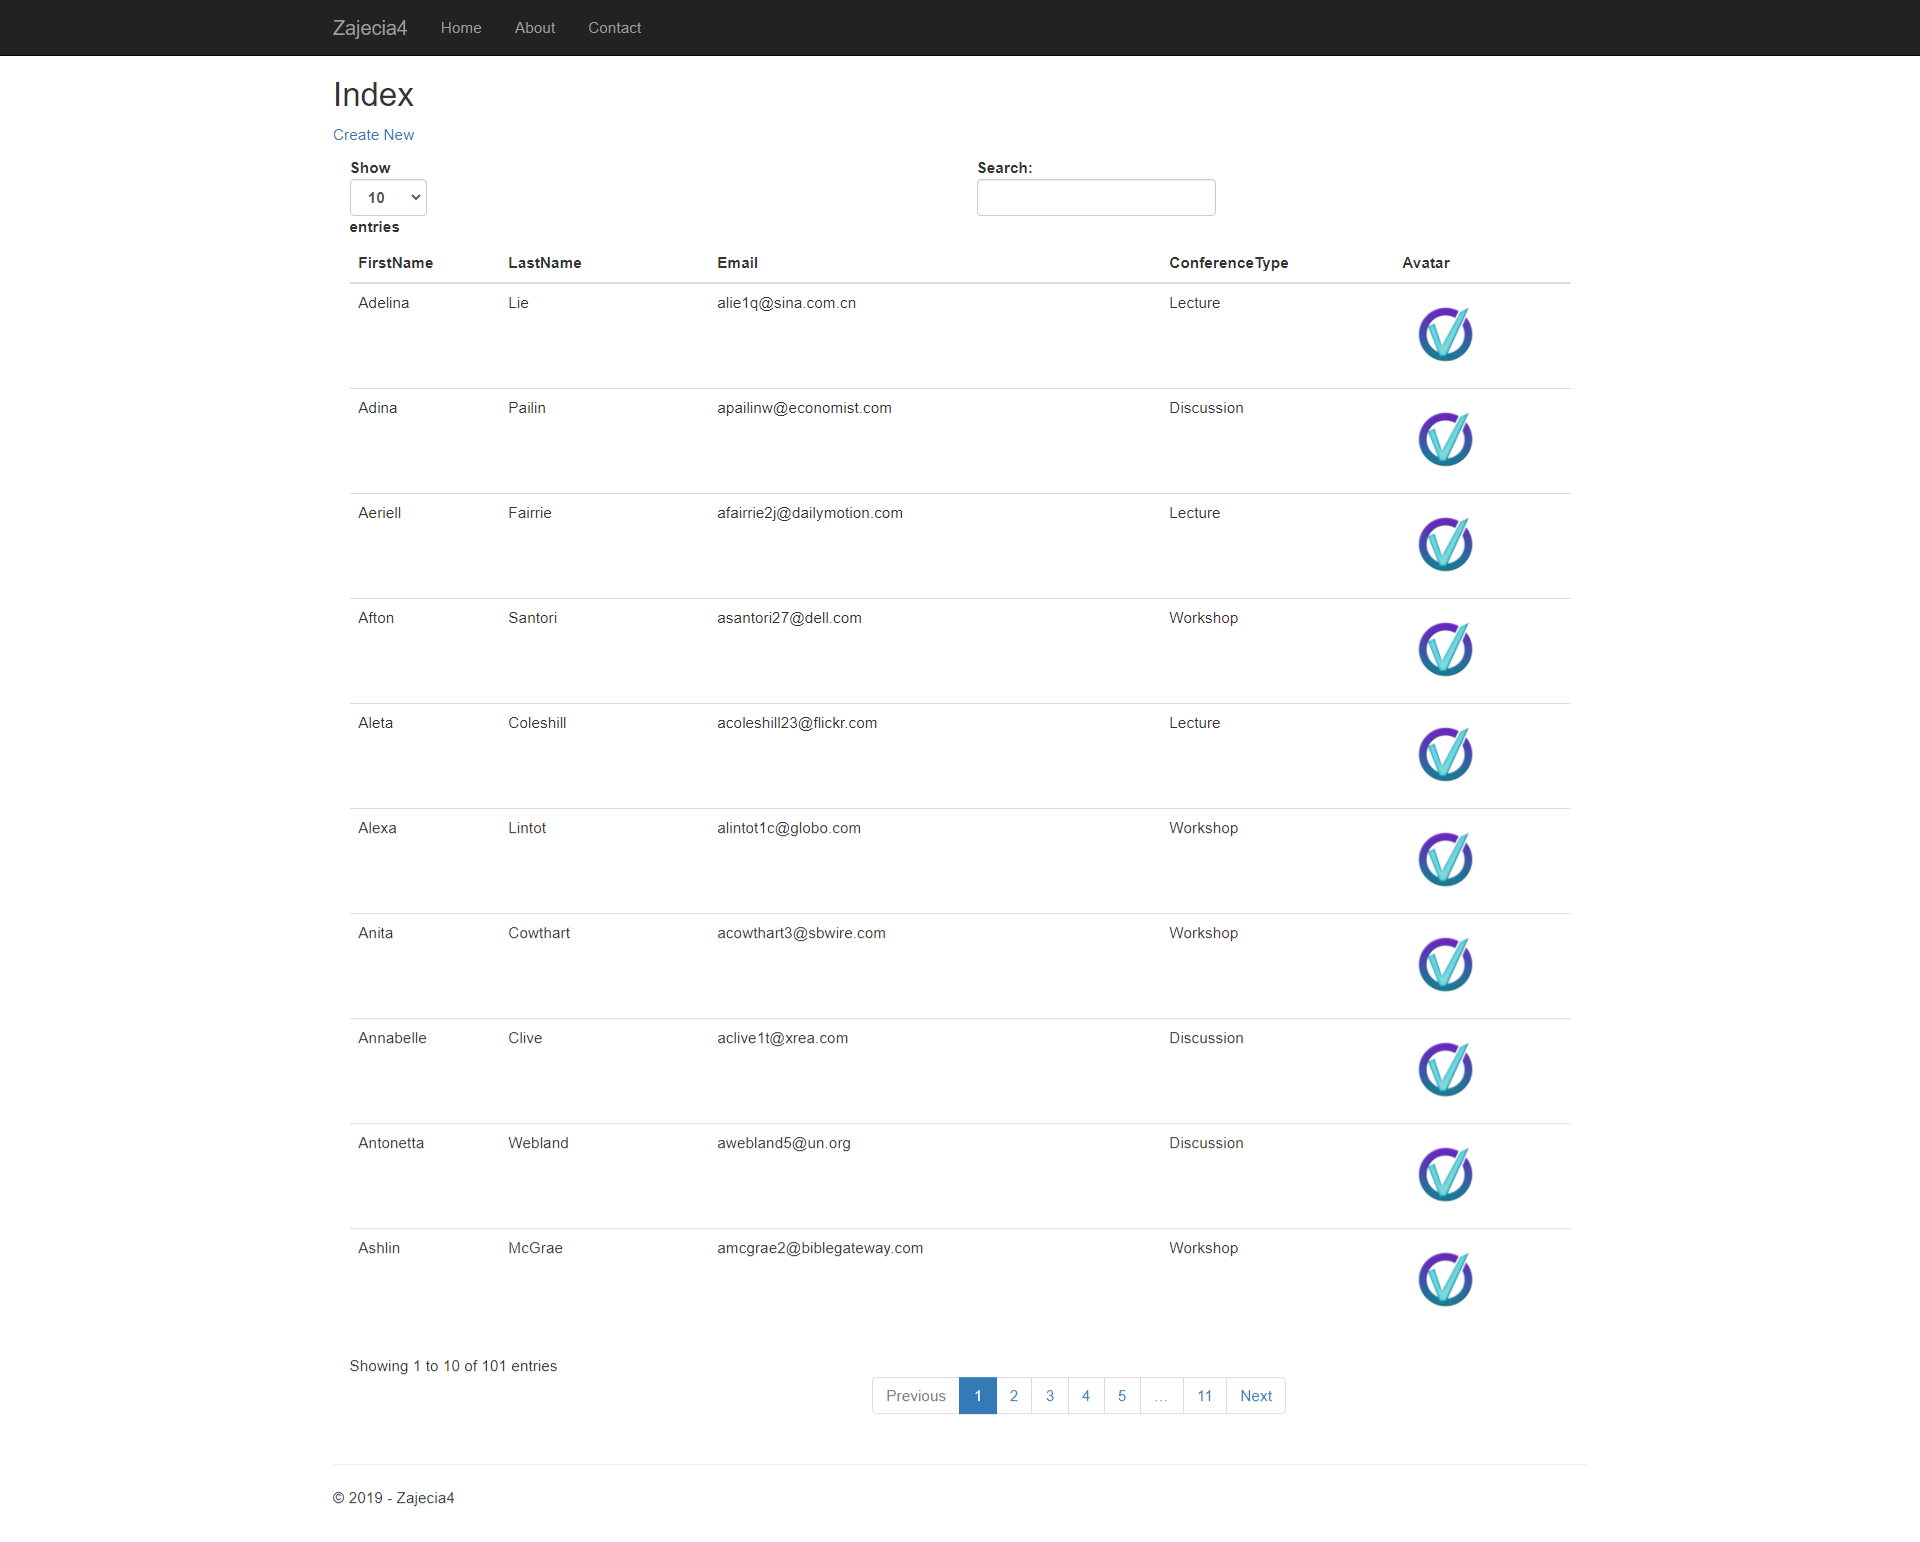 Zajecia4 Home About Contact
Index
Create New
Show
Search:
10
entries
FirstName LastName Email ConferenceType Avatar
Adelina Lie alie1q@sina.com.cn Lecture
Adina Pailin apailinw@economist.com Discussion
Aeriell Fairrie afairrie2j@dailymotion.com Lecture
Afton Santori asantori27@dell.com Workshop
Aleta Coleshill acoleshill23@flickr.com Lecture
Alexa Lintot alintot1c@globo.com Workshop
Anita Cowthart acowthart3@sbwire.com Workshop
Annabelle Clive aclive1t@xrea.com Discussion
Antonetta Webland awebland5@un.org Discussion
Ashlin McGrae amcgrae2@biblegateway.com Workshop
Showing 1 to 10 of 101 entries
Previous 1 2 3 4 5 … 11 Next
© 2019 - Zajecia4